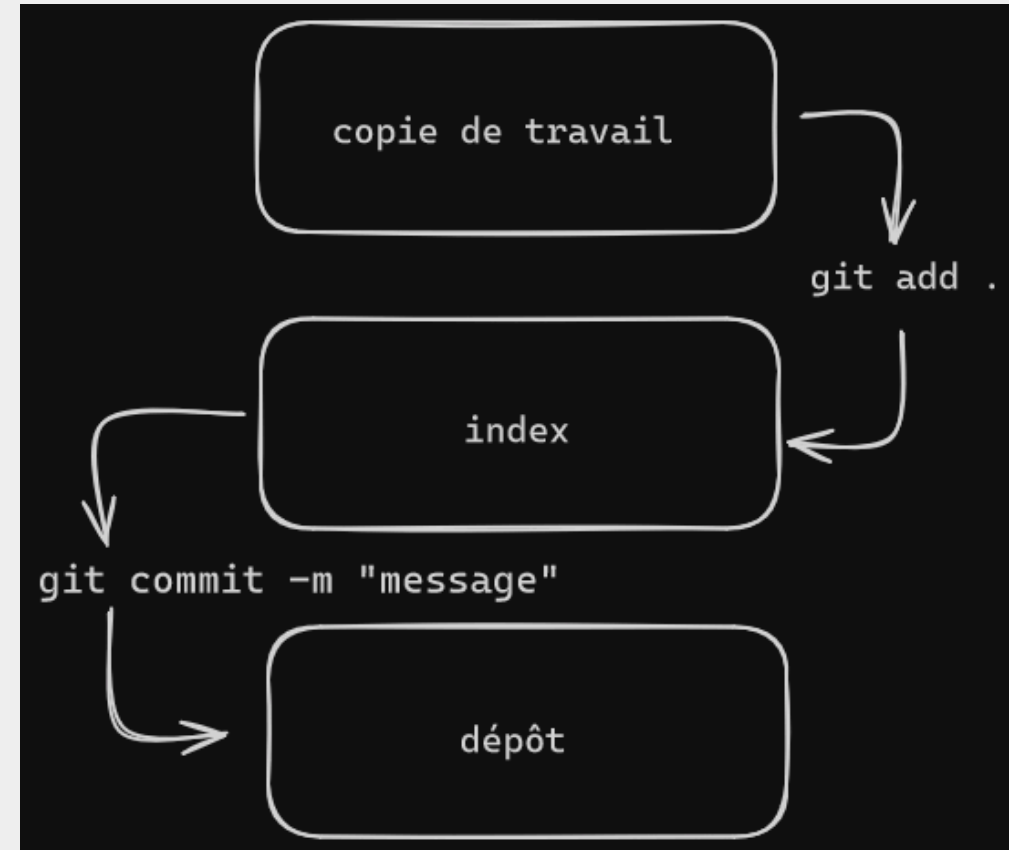 copie de travail
git add .
index
git commit -m "message"
dépôt